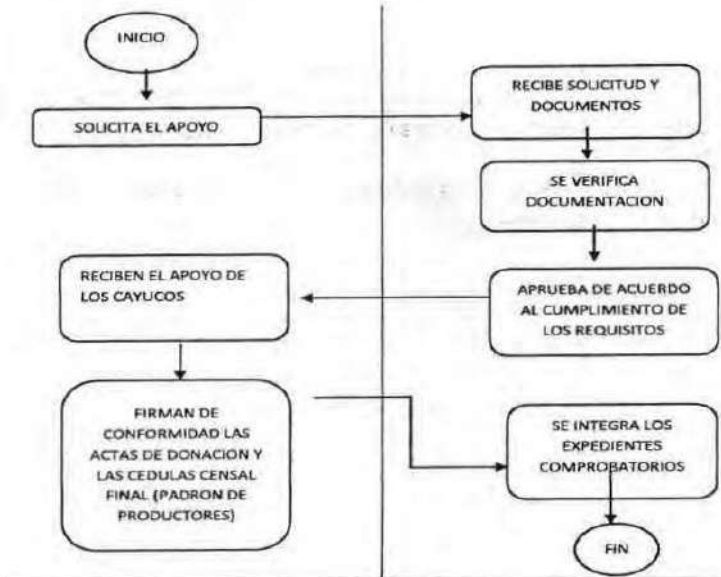 INICIO
SOLICITA EL APOYO
RECIBE SOLICITUD Y
DOCUMENTOS
SE VERIFICA
DOCUMENTACION
APRUEBA DE ACUERDO
AL CUMPLIMIENTO DE
LOS REQUISITOS
RECIBEN EL APOYO DE
LOS CAYUCOS
FIRMAN DE
CONFORMIDAD LAS
ACTAS DE DONACION Y
LAS CEDULAS CENSAL
FINAL (PADRON DE
PRODUCTORES)
SE INTEGRA LOS
EXPEDIENTES
COMPROBATORIOS
FIN